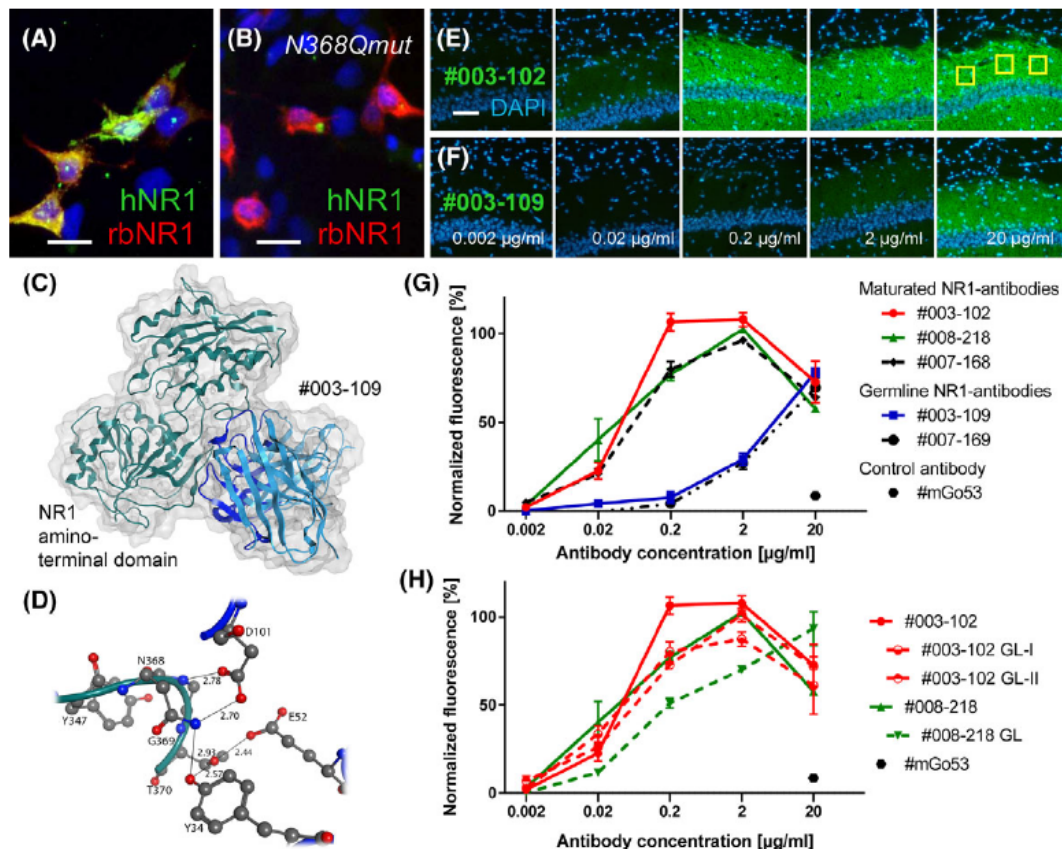 (A)
hNR1
rbNR1
(B)
N368Qmut
hNR1
rbNR1
(E)
#003-102
DAPI
(F)
#003-109
0.002 µg/ml
0.02 µg/ml
0.2 µg/ml
2 µg/ml
20 µg/ml
(C)
#003-109
NR1
amino-
terminal domain
(D)
D101
N368
2.78
Y347
2.70
E52
G369
2.93
2.44
2.52
T370
Y34
(G)
Normalized fluorescence [%]
100
50
0
0.002
0.02
0.2
2
20
Antibody concentration [µg/ml]
Maturated NR1-antibodies
#003-102
#008-218
#007-168
Germline NR1-antibodies
#003-109
#007-169
Control antibody
#mGo53
(H)
Normalized fluorescence [%]
100
50
0
0.002
0.02
0.2
2
20
Antibody concentration [µg/ml]
#003-102
#003-102 GL-I
#003-102 GL-II
#008-218
#008-218 GL
#mGo53